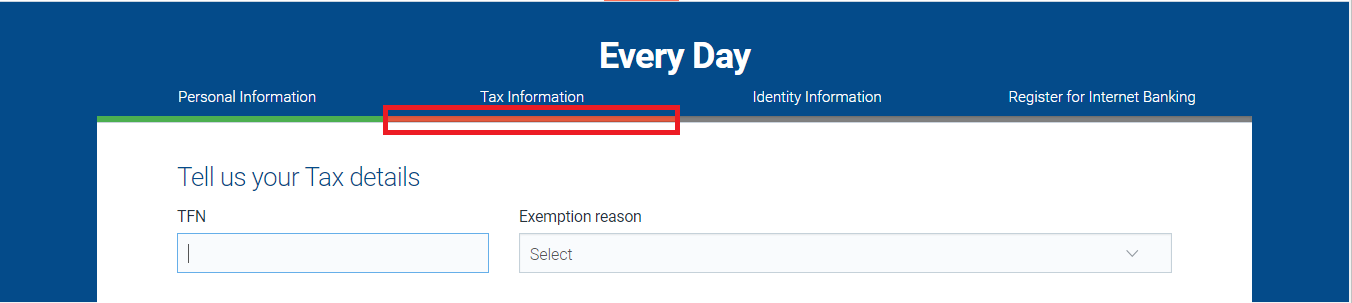 Every Day
Personal Information Tax Information Identity Information Register for Internet Banking
Tell us your Tax details
TFN Exemption reason
Select